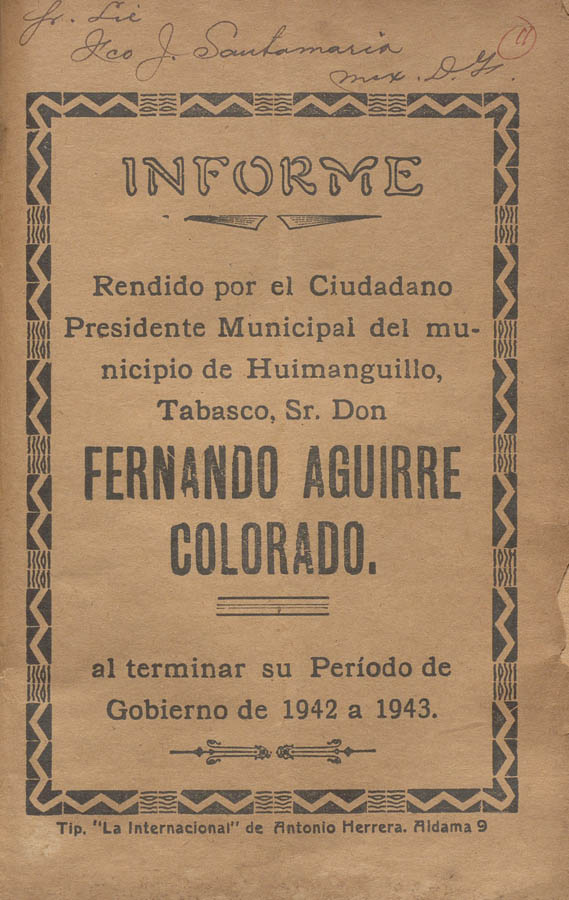 Sr. Lic
Fco J. Santamaria
Mex. D. F.
11
INFORME
Rendido por el Ciudadano
Presidente Municipal del mu-
nicipio de Huimanguillo,
Tabasco, Sr. Don
FERNANDO AGUIRRE
COLORADO.
al terminar su Período de
Gobierno de 1942 a 1943.
Tip. "La Internacional" de Antonio Herrera. Aldama 9